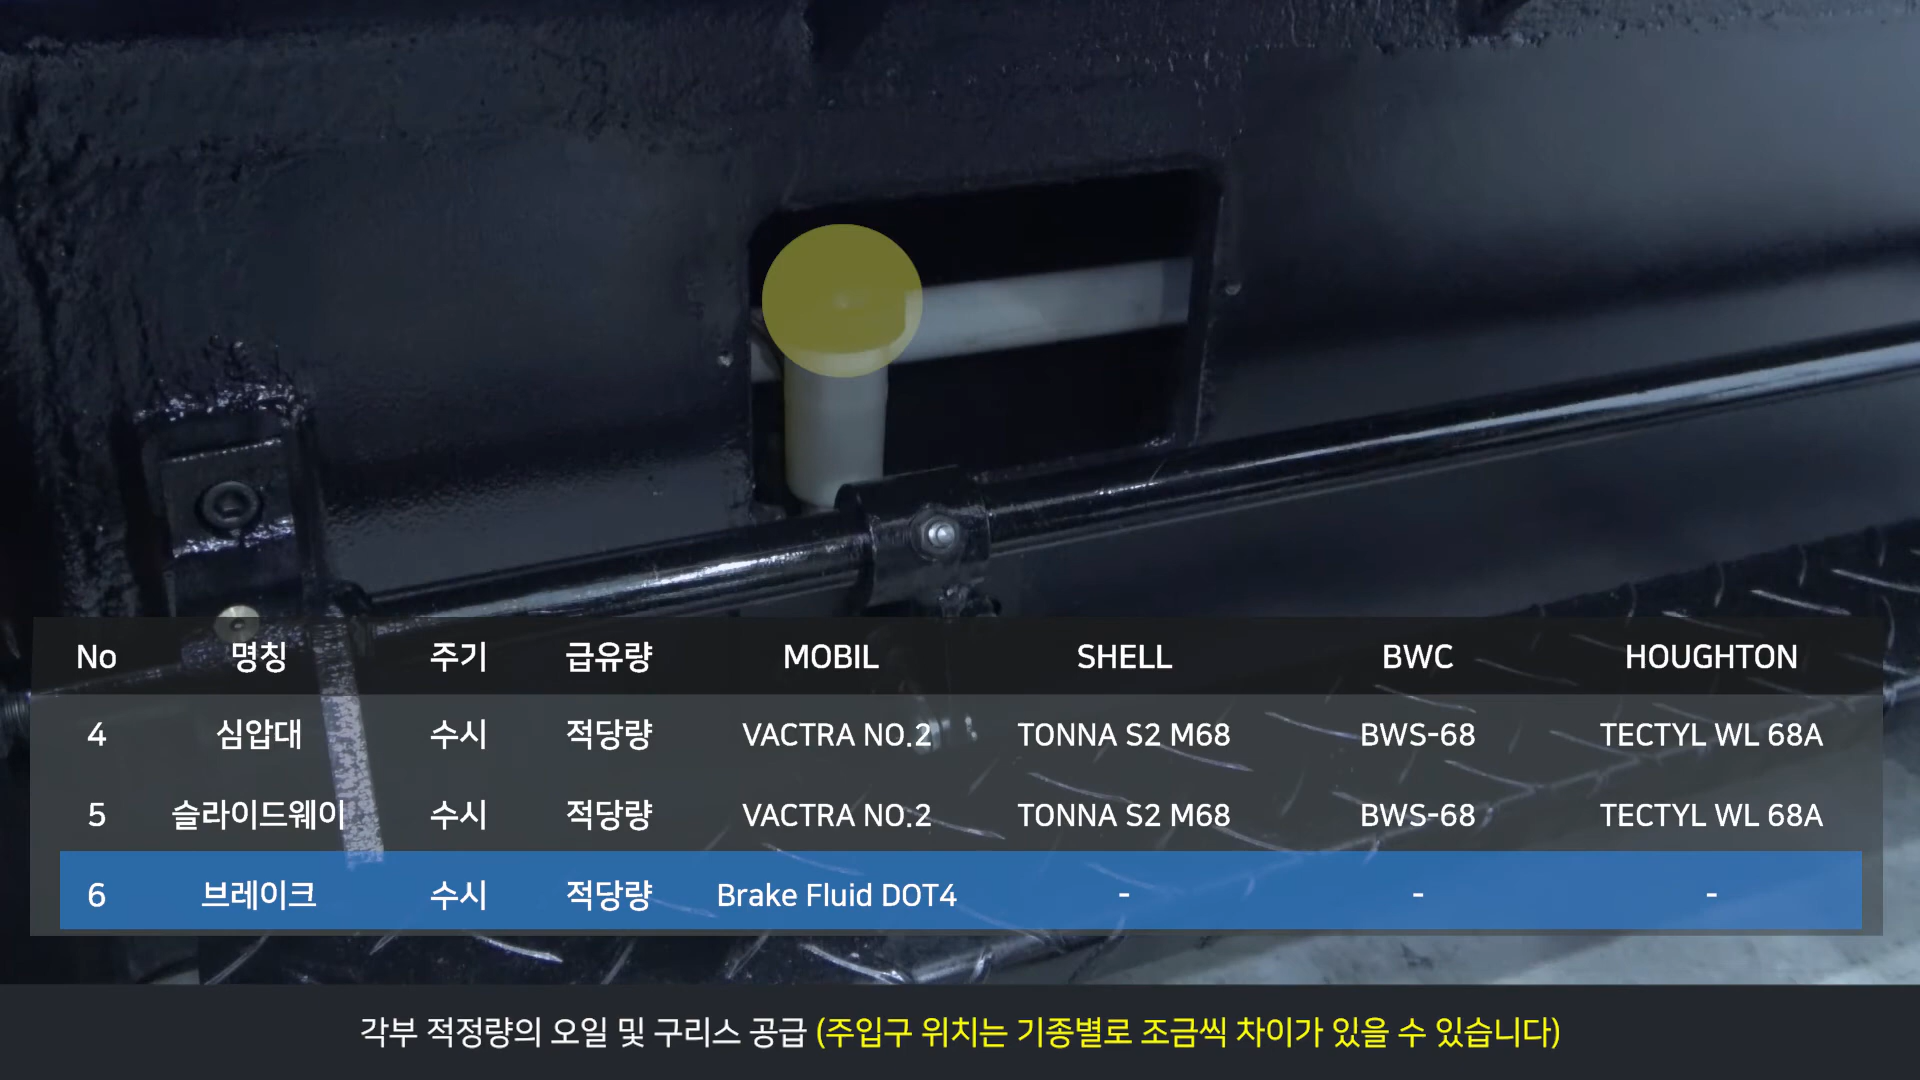 No 명칭 주기 급유량 MOBIL SHELL BWC HOUGHTON
4 심압대 수시 적당량 VACTRA NO.2 TONNA S2 M68 BWS-68 TECTYL WL 68A
5 슬라이드웨이 수시 적당량 VACTRA NO.2 TONNA S2 M68 BWS-68 TECTYL WL 68A
6 브레이크 수시 적당량 Brake Fluid DOT4 - - -
각부 적정량의 오일 및 구리스 공급 (주입구 위치는 기종별로 조금씩 차이가 있을 수 있습니다)